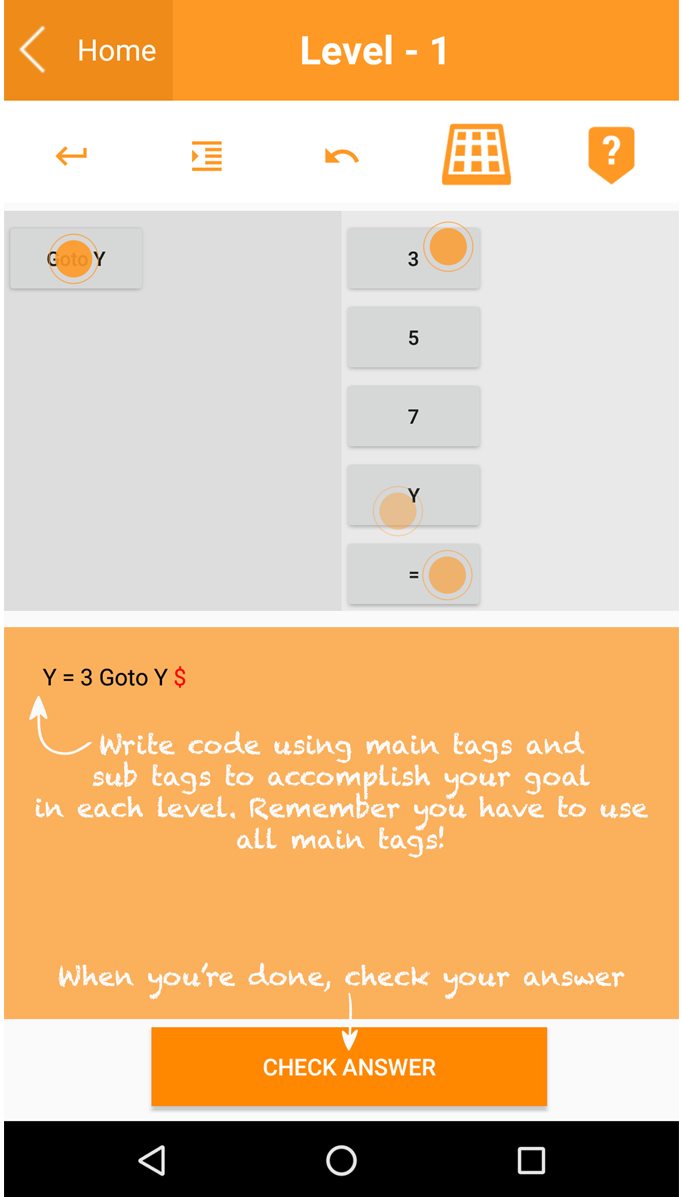 Home
Level - 1
?
Goto Y
3
5
7
Y
=
Y = 3 Goto Y $
Write code using main tags and
sub tags to accomplish your goal
in each level. Remember you have to use
all main tags!
When you're done, check your answer
CHECK ANSWER